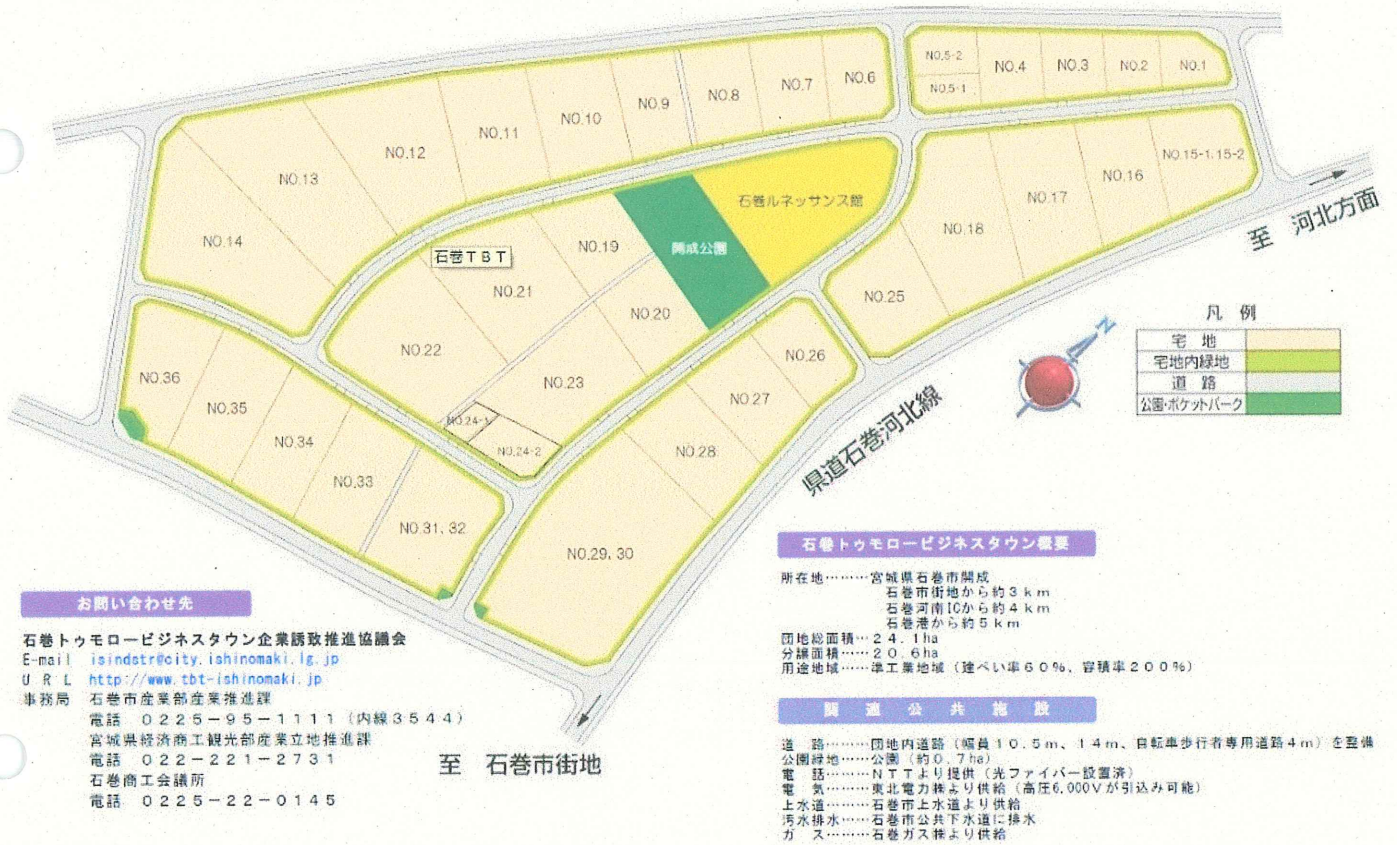 NO.5-2
NO.4
NO.3
NO.2
NO.1
NO.5-1
NO.6
NO.7
NO.8
NO.9
NO.10
NO.11
NO.12
NO.13
NO.14
NO.15-1,15-2
NO.16
NO.17
NO.18
石巻ルネッサンス館
開成公園
NO.19
石巻TBT
NO.21
NO.20
NO.22
NO.23
NO.24-1
NO.24-2
NO.25
NO.26
NO.27
NO.28
NO.29, 30
NO.36
NO.35
NO.34
NO.33
NO.31, 32
至 河北方面
N
県道石巻河北線
至 石巻市街地
凡 例
宅 地
宅地内緑地
道 路
公園・ポケットパーク
お問い合わせ先
石巻トゥモロービジネスタウン企業誘致推進協議会
E-mail isindstr@city.ishinomaki.lg.jp
U R L http://www.tbt-ishinomaki.jp
事務局 石巻市産業部産業推進課
電話 0225-95-1111 (内線3544)
宮城県経済商工観光部産業立地推進課
電話 022-221-2731
石巻商工会議所
電話 0225-22-0145
石巻トゥモロービジネスタウン概要
所在地………宮城県石巻市開成
石巻市街地から約3km
石巻河南ICから約4km
石巻港から約5km
団地総面積…24.1ha
分譲面積……20.6ha
用途地域……準工業地域 (建ぺい率60%、容積率200%)
関 連 公 共 施 設
道 路………団地内道路 (幅員10.5m、14m、自転車歩行者専用道路4m) を整備
公園緑地……公園 (約0.7ha)
電 話………NTTより提供 (光ファイバー設置済)
電 気………東北電力㈱より供給 (高圧6,000Vが引込み可能)
上水道………石巻市上水道より供給
汚水排水……石巻市公共下水道に排水
ガ ス………石巻ガス㈱より供給